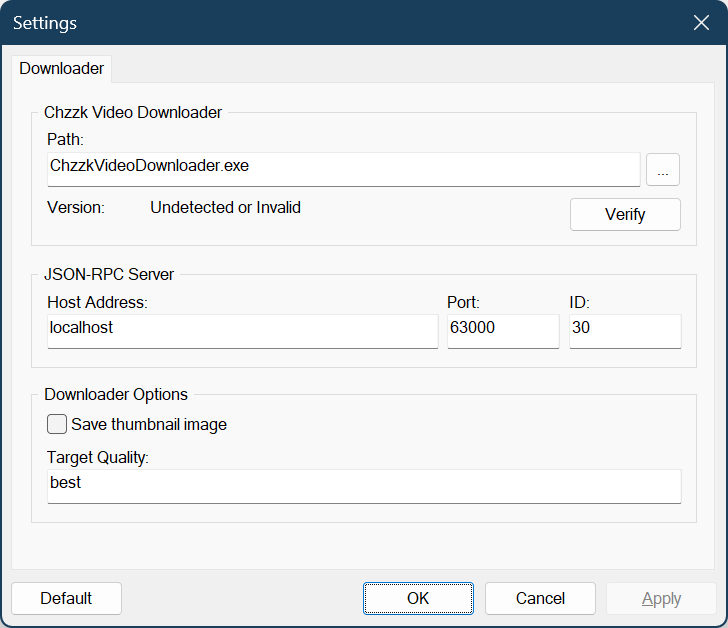 Settings
Downloader
Chzzk Video Downloader
Path:
ChzzkVideoDownloader.exe
...
Version: Undetected or Invalid
Verify
JSON-RPC Server
Host Address: Port: ID:
localhost 63000 30
Downloader Options
Save thumbnail image
Target Quality:
best
Default OK Cancel Apply